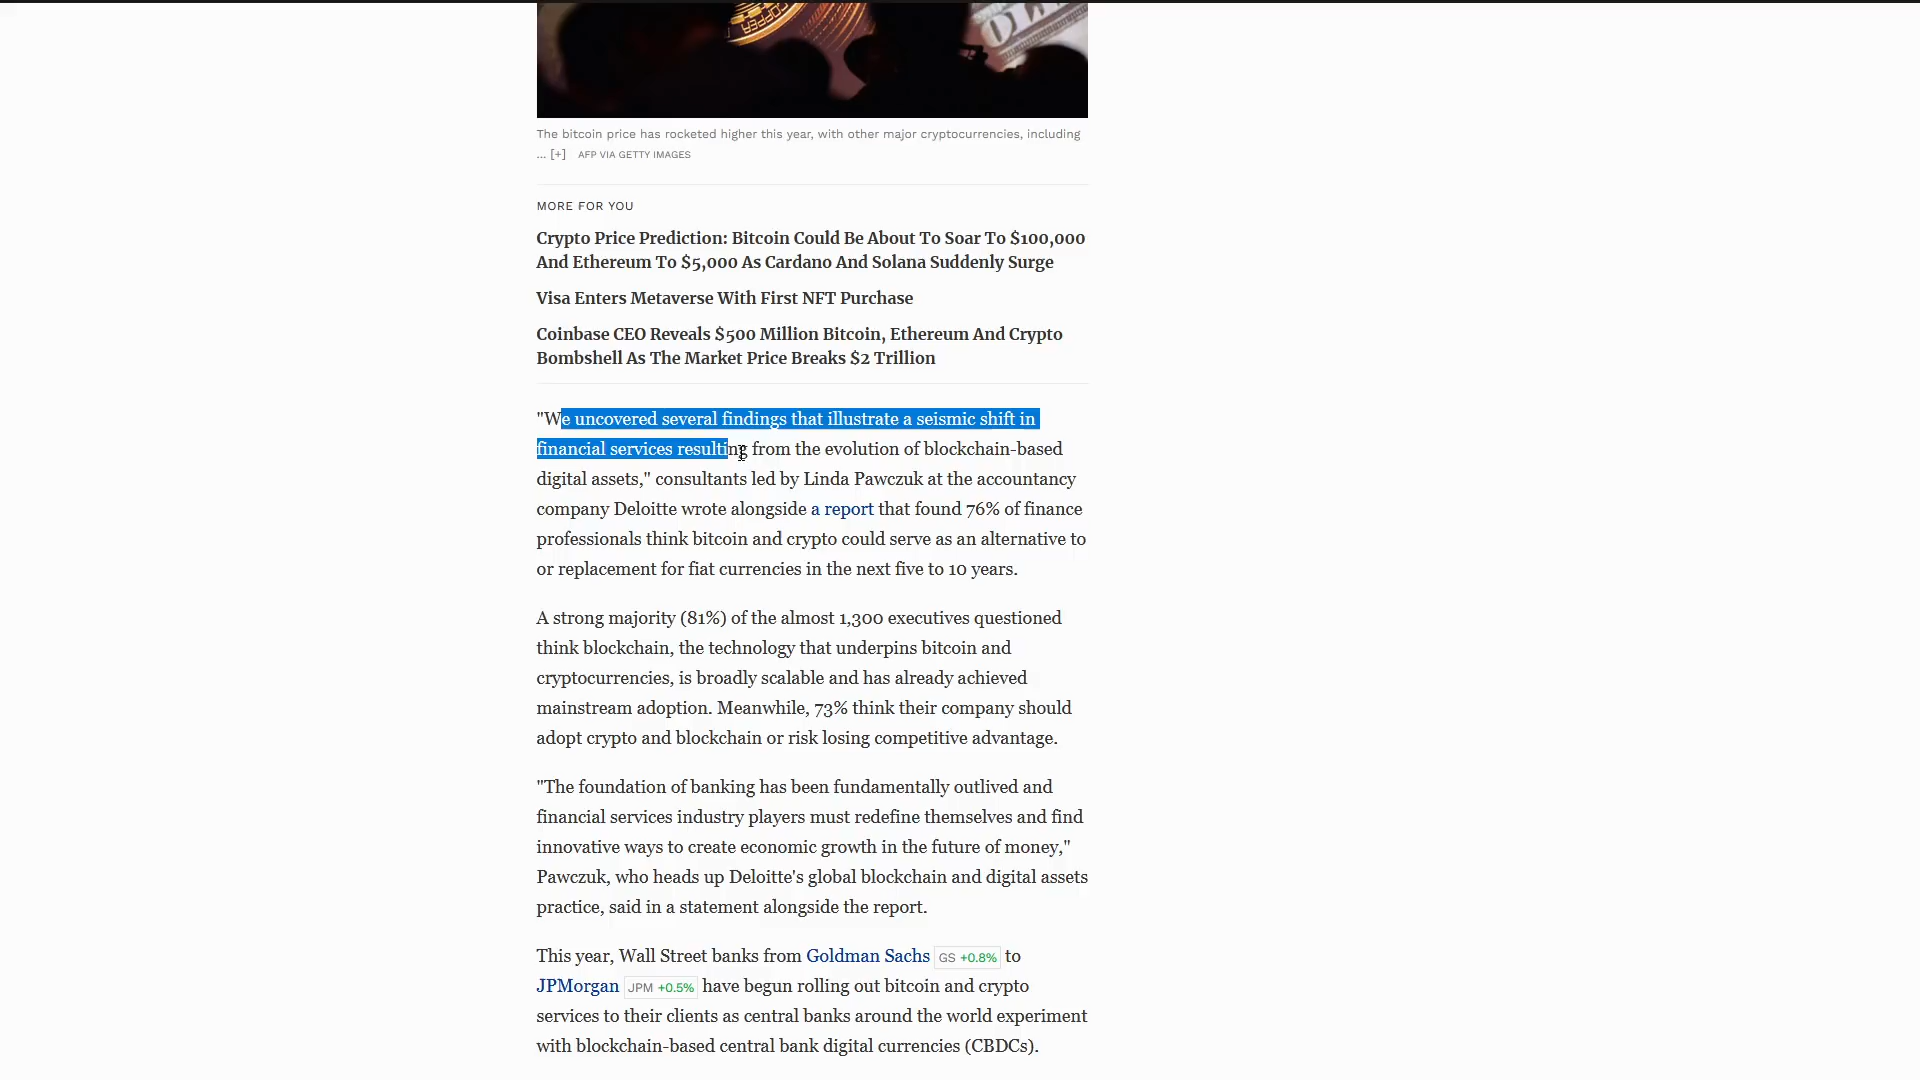 The bitcoin price has rocketed higher this year, with other major cryptocurrencies, including
... [+] AFP VIA GETTY IMAGES
MORE FOR YOU
Crypto Price Prediction: Bitcoin Could Be About To Soar To $100,000
And Ethereum To $5,000 As Cardano And Solana Suddenly Surge
Visa Enters Metaverse With First NFT Purchase
Coinbase CEO Reveals $500 Million Bitcoin, Ethereum And Crypto
Bombshell As The Market Price Breaks $2 Trillion
"We uncovered several findings that illustrate a seismic shift in
financial services resulting from the evolution of blockchain-based
digital assets," consultants led by Linda Pawczuk at the accountancy
company Deloitte wrote alongside a report that found 76% of finance
professionals think bitcoin and crypto could serve as an alternative to
or replacement for fiat currencies in the next five to 10 years.
A strong majority (81%) of the almost 1,300 executives questioned
think blockchain, the technology that underpins bitcoin and
cryptocurrencies, is broadly scalable and has already achieved
mainstream adoption. Meanwhile, 73% think their company should
adopt crypto and blockchain or risk losing competitive advantage.
"The foundation of banking has been fundamentally outlived and
financial services industry players must redefine themselves and find
innovative ways to create economic growth in the future of money,"
Pawczuk, who heads up Deloitte's global blockchain and digital assets
practice, said in a statement alongside the report.
This year, Wall Street banks from Goldman Sachs GS +0.8% to
JPMorgan JPM +0.5% have begun rolling out bitcoin and crypto
services to their clients as central banks around the world experiment
with blockchain-based central bank digital currencies (CBDCs).